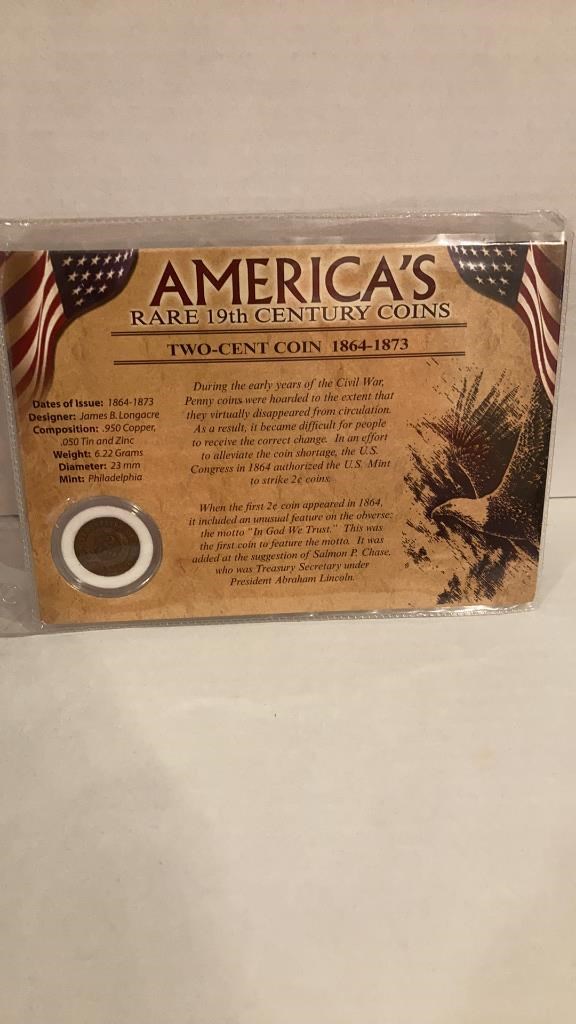 AMERICA'S
RARE 19th CENTURY COINS
TWO-CENT COIN 1864-1873
Dates of Issue: 1864-1873
Designer: James B. Longacre
Composition: .950 Copper,
.050 Tin and Zinc
Weight: 6.22 Grams
Diameter: 23 mm
Mint: Philadelphia
During the early years of the Civil War,
Penny coins were hoarded to the extent that
they virtually disappeared from circulation.
As a result, it became difficult for people
to receive the correct change. In an effort
to alleviate the coin shortage, the U.S.
Congress in 1864 authorized the U.S. Mint
to strike 2¢ coins.
When the first 2¢ coin appeared in 1864,
it included an unusual feature on the obverse:
the motto "In God We Trust." This was
the first coin to feature the motto. It was
added at the suggestion of Salmon P. Chase,
who was Treasury Secretary under
President Abraham Lincoln.